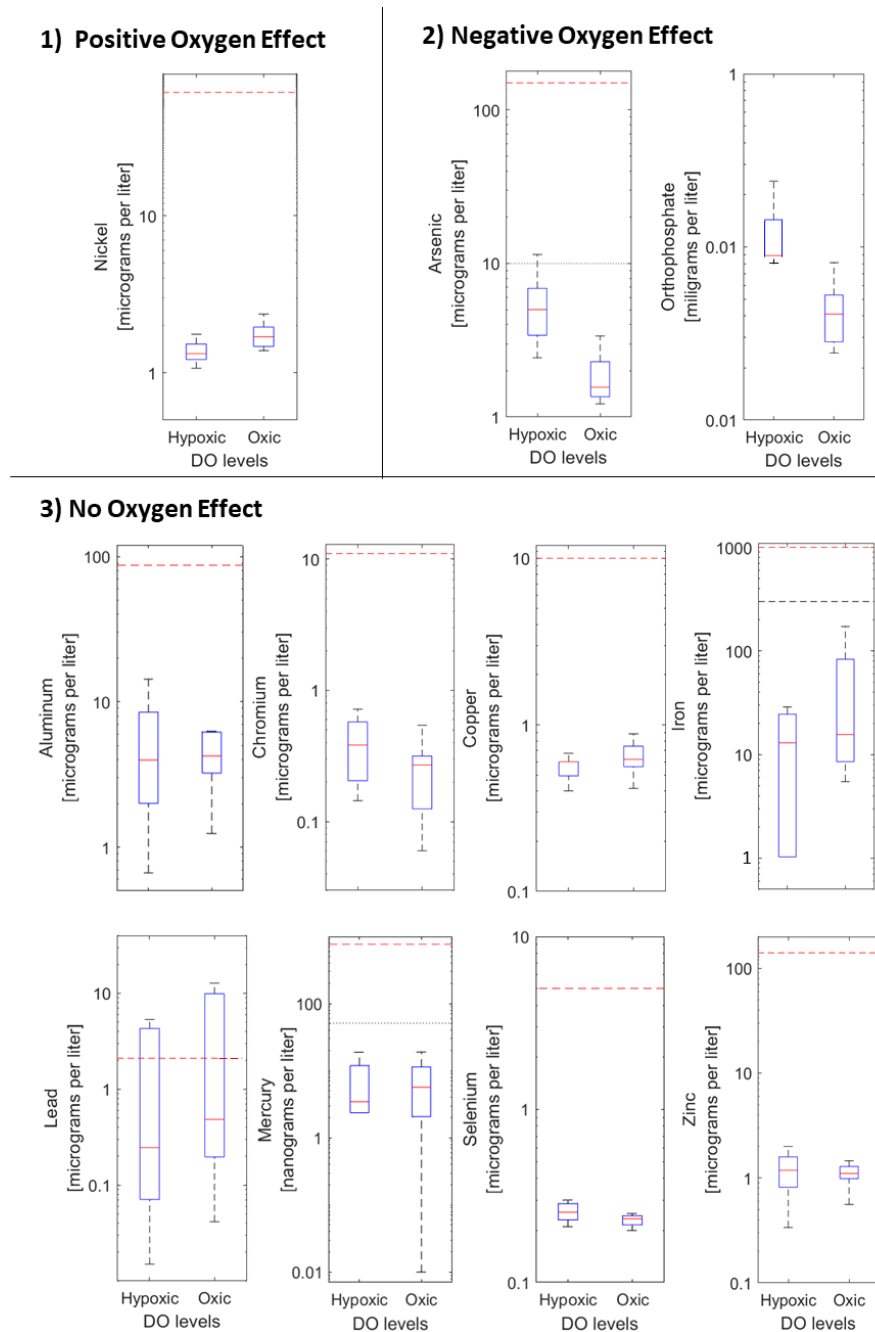 1) Positive Oxygen Effect
2) Negative Oxygen Effect
Nickel
[micrograms per liter]
10
1
Hypoxic Oxic
DO levels
Arsenic
[micrograms per liter]
100
10
1
Hypoxic Oxic
DO levels
Orthophosphate
[miligrams per liter]
1
0.01
0.01
Hypoxic Oxic
DO levels
3) No Oxygen Effect
Aluminum
[micrograms per liter]
100
10
1
Chromium
[micrograms per liter]
10
1
0.1
Copper
[micrograms per liter]
10
1
0.1
Iron
[micrograms per liter]
1000
100
10
1
Lead
[micrograms per liter]
10
1
0.1
Hypoxic Oxic
DO levels
Mercury
[nanograms per liter]
100
1
0.01
Hypoxic Oxic
DO levels
Selenium
[micrograms per liter]
10
1
0.1
Hypoxic Oxic
DO levels
Zinc
[micrograms per liter]
100
10
1
0.1
Hypoxic Oxic
DO levels